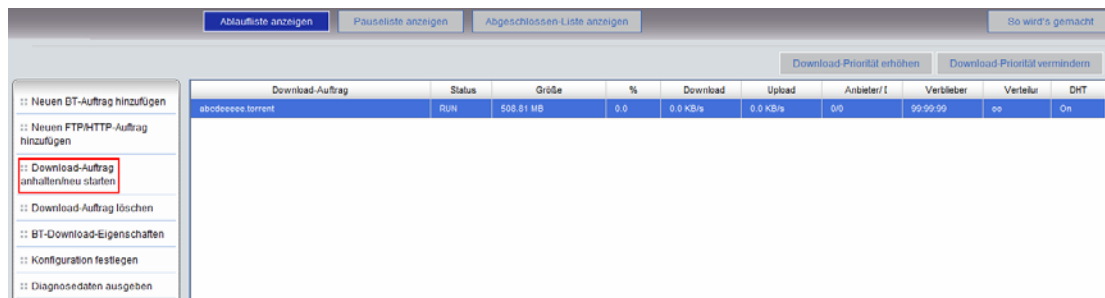 Ablaufliste anzeigen Pauseliste anzeigen Abgeschlossen-Liste anzeigen So wird's gemacht
Download-Priorität erhöhen Download-Priorität vermindern
Download-Auftrag Status Größe % Download Upload Anbieter/ Verblieber Verteilur DHT
abcdeeeee.torrent RUN 508.81 MB 0.0 0.0 KB/s 0.0 KB/s 0/0 99:99:99 oo On
:: Neuen BT-Auftrag hinzufügen
:: Neuen FTP/HTTP-Auftrag
hinzufügen
:: Download-Auftrag
anhalten/neu starten
:: Download-Auftrag löschen
:: BT-Download-Eigenschaften
:: Konfiguration festlegen
:: Diagnosedaten ausgeben